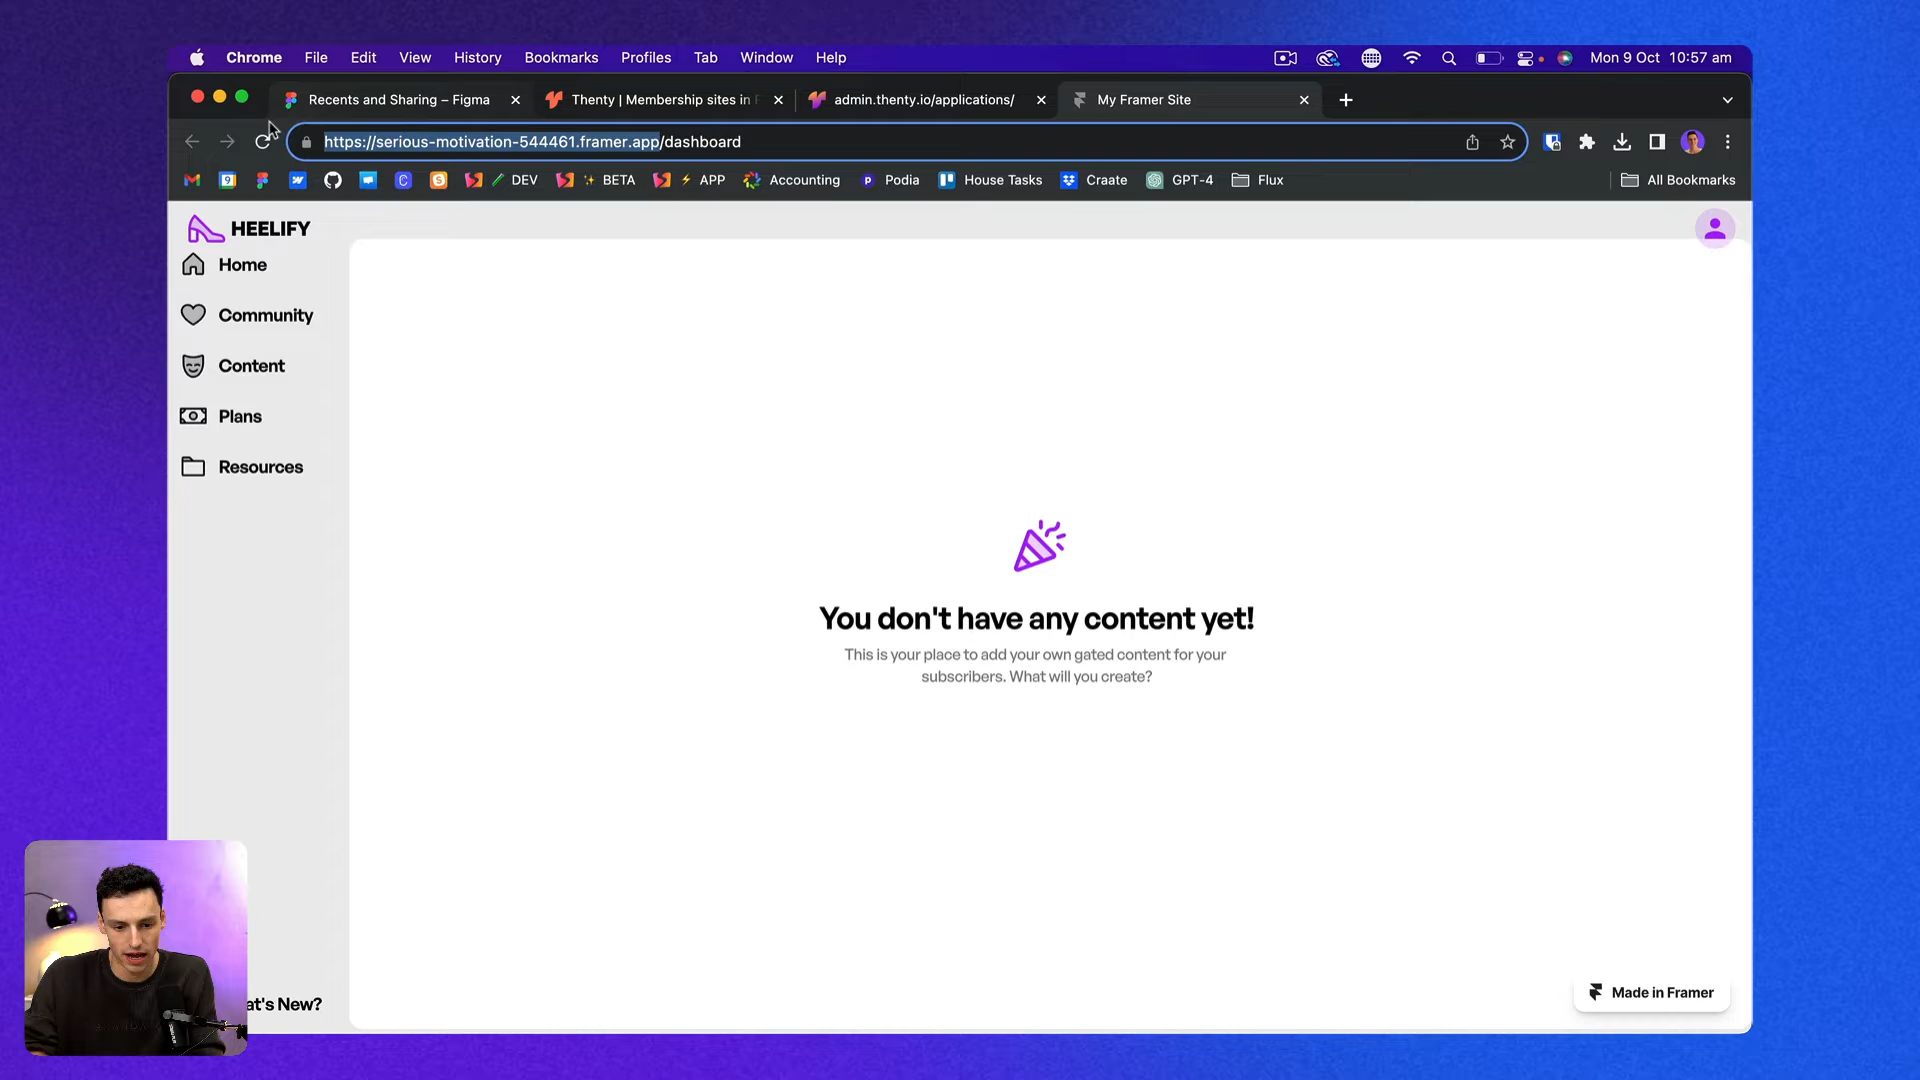 Chrome File Edit View History Bookmarks Profiles Tab Window Help Mon 9 Oct 10:57 am
Recents and Sharing – Figma Thenty | Membership sites in admin.thenty.io/applications/ My Framer Site
https://serious-motivation-544461.framer.app/dashboard
9 DEV BETA APP Accounting Podia House Tasks Craate GPT-4 Flux All Bookmarks
HEELIFY
Home
Community
Content
Plans
Resources
You don't have any content yet!
This is your place to add your own gated content for your
subscribers. What will you create?
at's New?
Made in Framer